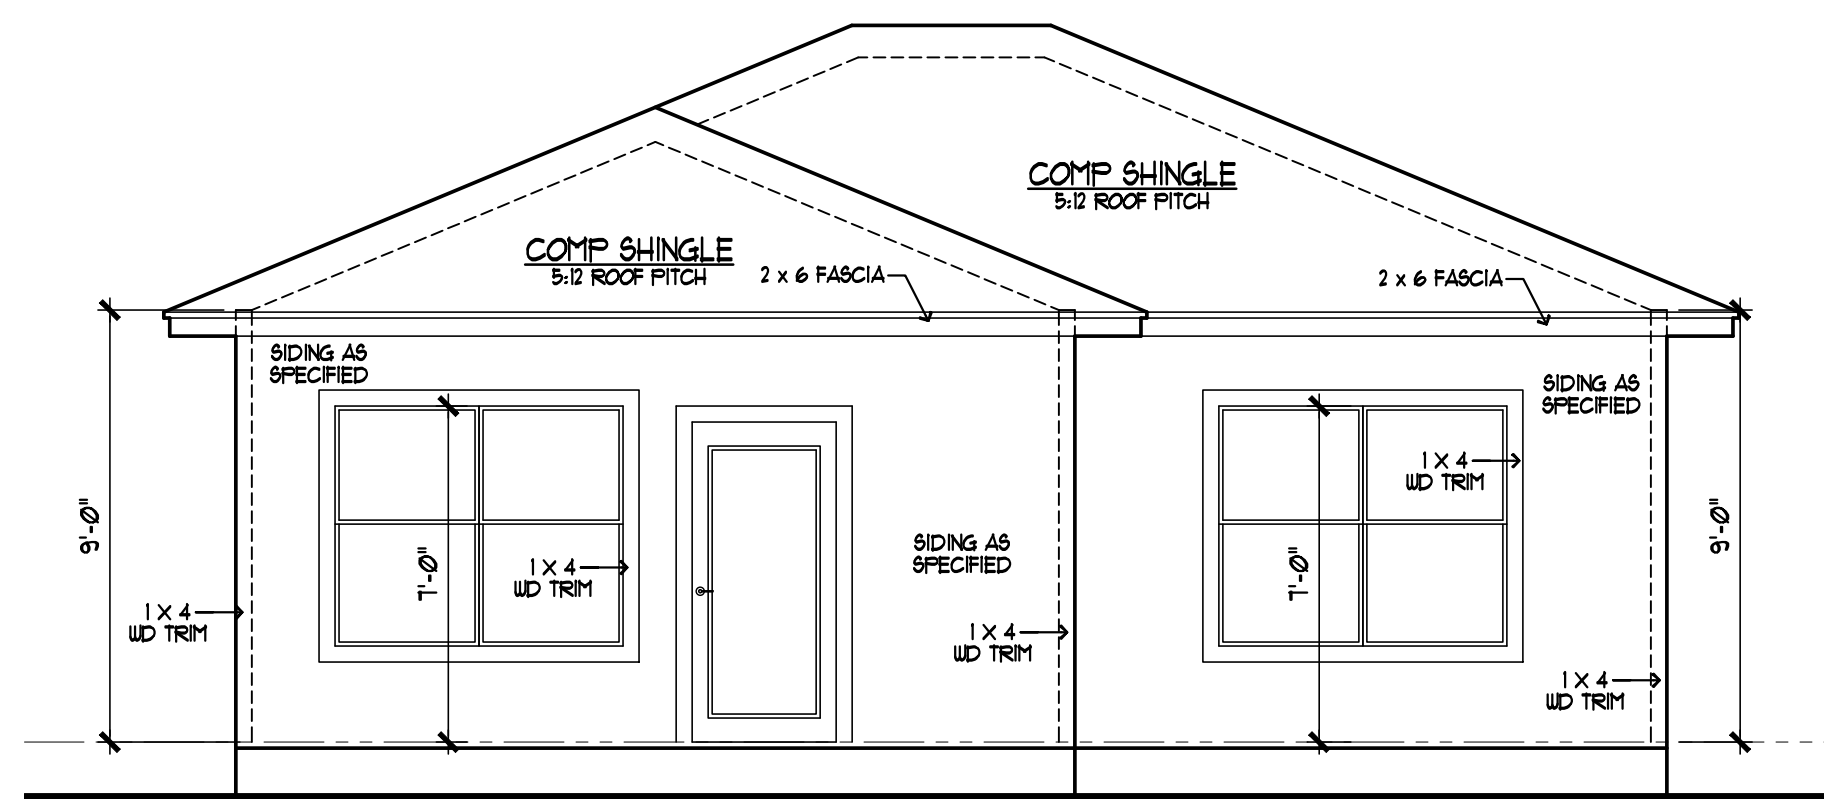 COMP SHINGLE
5:12 ROOF PITCH
COMP SHINGLE
5:12 ROOF PITCH
2 x 6 FASCIA
2 x 6 FASCIA
SIDING AS
SPECIFIED
SIDING AS
SPECIFIED
1 X 4
WD TRIM
9'-0"
9'-0"
SIDING AS
SPECIFIED
7'-0"
1 X 4
WD TRIM
7'-0"
1 X 4
WD TRIM
1 X 4
WD TRIM
1 X 4
WD TRIM